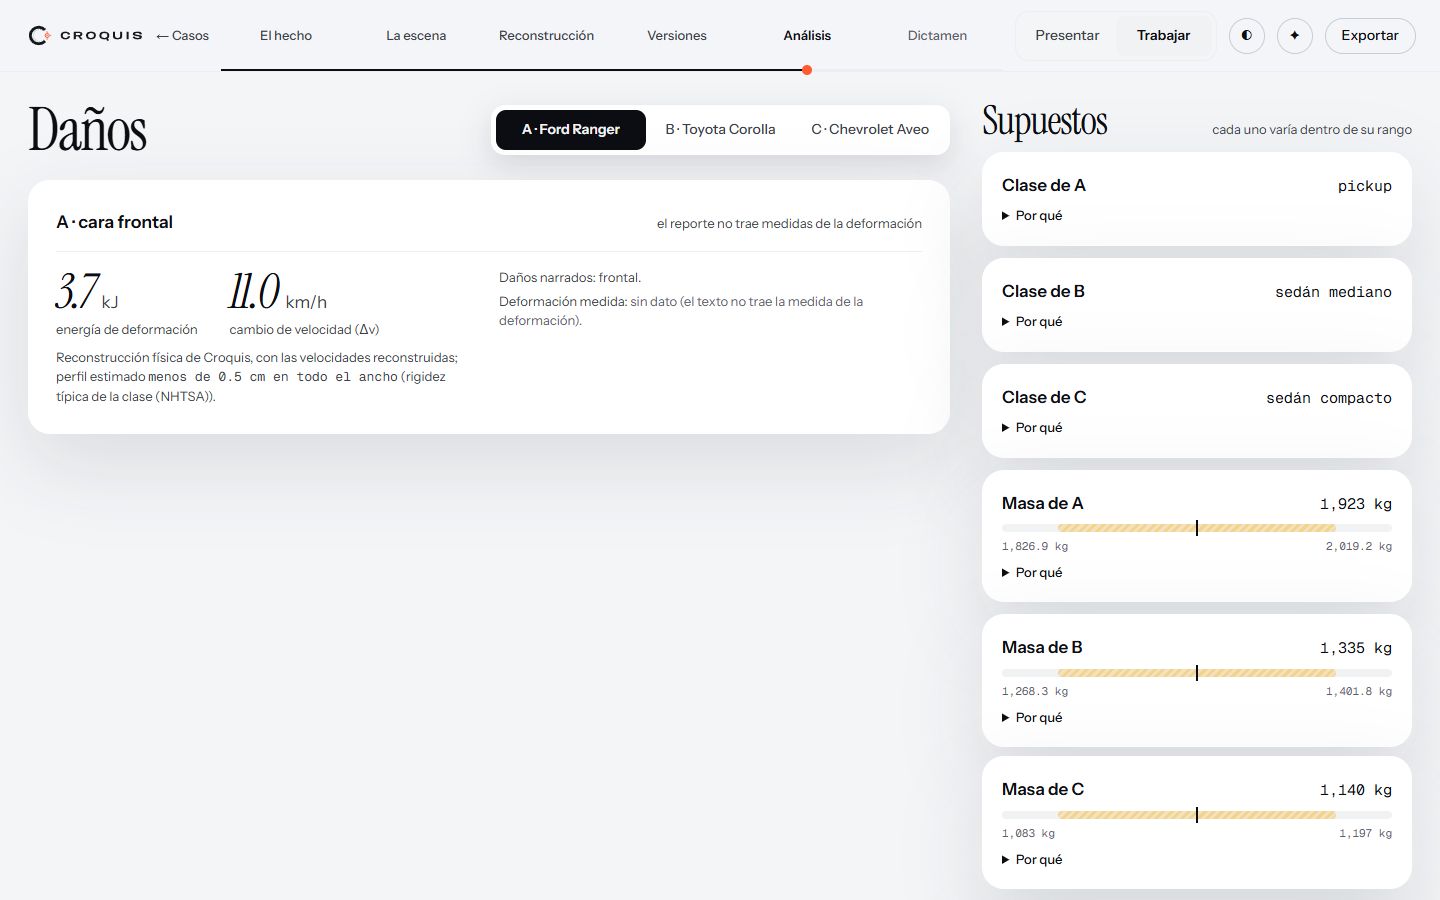 CROQUIS
← Casos
El hecho
La escena
Reconstrucción
Versiones
Análisis
Dictamen
Presentar
Trabajar
Exportar
Daños
A · Ford Ranger
B · Toyota Corolla
C · Chevrolet Aveo
A · cara frontal
el reporte no trae medidas de la deformación
3.7 kJ
energía de deformación
11.0 km/h
cambio de velocidad (Δv)
Reconstrucción física de Croquis, con las velocidades reconstruidas;
perfil estimado menos de 0.5 cm en todo el ancho (rigidez
típica de la clase (NHTSA)).
Daños narrados: frontal.
Deformación medida: sin dato (el texto no trae la medida de la
deformación).
Supuestos
cada uno varía dentro de su rango
Clase de A
pickup
Por qué
Clase de B
sedán mediano
Por qué
Clase de C
sedán compacto
Por qué
Masa de A
1,923 kg
1,826.9 kg
2,019.2 kg
Por qué
Masa de B
1,335 kg
1,268.3 kg
1,401.8 kg
Por qué
Masa de C
1,140 kg
1,083 kg
1,197 kg
Por qué